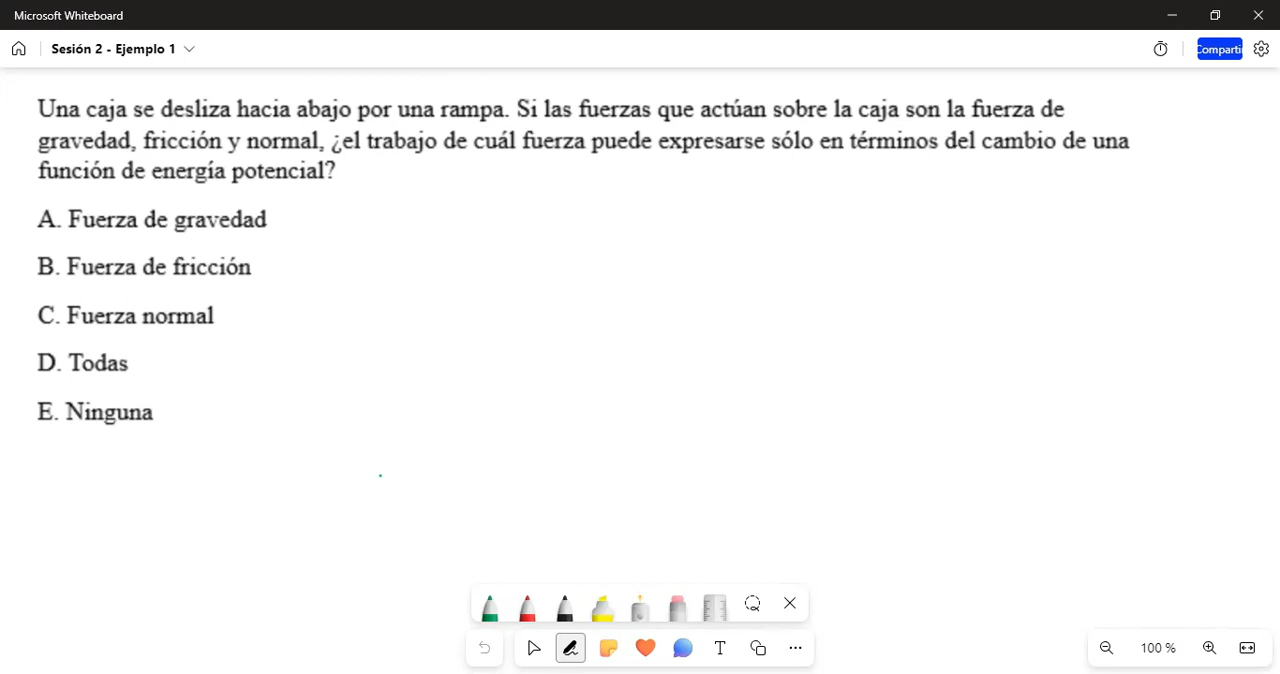 Microsoft Whiteboard
Sesión 2 - Ejemplo 1
Comparti
Una caja se desliza hacia abajo por una rampa. Si las fuerzas que actúan sobre la caja son la fuerza de
gravedad, fricción y normal, ¿el trabajo de cuál fuerza puede expresarse sólo en términos del cambio de una
función de energía potencial?
A. Fuerza de gravedad
B. Fuerza de fricción
C. Fuerza normal
D. Todas
E. Ninguna
T
100 %